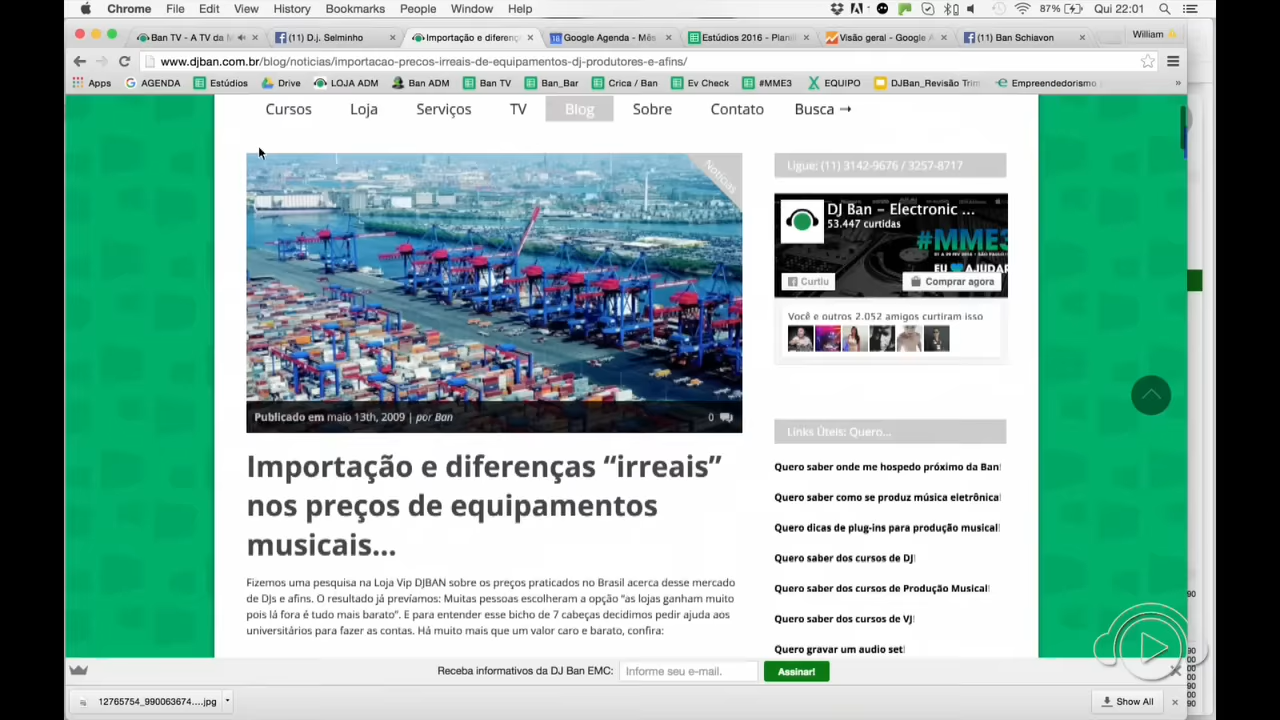 Chrome File Edit View History Bookmarks People Window Help 87% Qui 22:01
Ban TV - A TV da M (11) D.j. Selminho Importação e diferenç Google Agenda - Mês Estúdios 2016 - Planil Visão geral - Google A (11) Ban Schiavon William
www.djban.com.br/blog/noticias/importacao-precos-irreais-de-equipamentos-dj-produtores-e-afins/
Apps AGENDA Estúdios Drive LOJA ADM Ban ADM Ban TV Ban_Bar Crica / Ban Ev Check #MME3 EQUIPO DJBan_Revisão Trim Empreendedorismo »
Cursos Loja Serviços TV Blog Sobre Contato Busca ➞
Notícias
Ligue: (11) 3142-9676 / 3257-8717
DJ Ban - Electronic ...
53.447 curtidas
#MME3
EU AJUDAR
Curtiu Comprar agora
Você e outros 2.052 amigos curtiram isso
Publicado em maio 13th, 2009 | por Ban 0
Importação e diferenças “irreais”
nos preços de equipamentos
musicais...
Fizemos uma pesquisa na Loja Vip DJBAN sobre os preços praticados no Brasil acerca desse mercado
de DJs e afins. O resultado já prevíamos: Muitas pessoas escolheram a opção “as lojas ganham muito
pois lá fora é tudo mais barato”. E para entender esse bicho de 7 cabeças decidimos pedir ajuda aos
universitários para fazer as contas. Há muito mais que um valor caro e barato, confira:
Links Úteis: Quero...
Quero saber onde me hospedo próximo da Ban!
Quero saber como se produz música eletrônica!
Quero dicas de plug-ins para produção musical!
Quero saber dos cursos de DJ!
Quero saber dos cursos de Produção Musical!
Quero saber dos cursos de VJ!
Quero gravar um audio set!
Receba informativos da DJ Ban EMC: Informe seu e-mail. Assinar!
12765754_990063674....jpg Show All